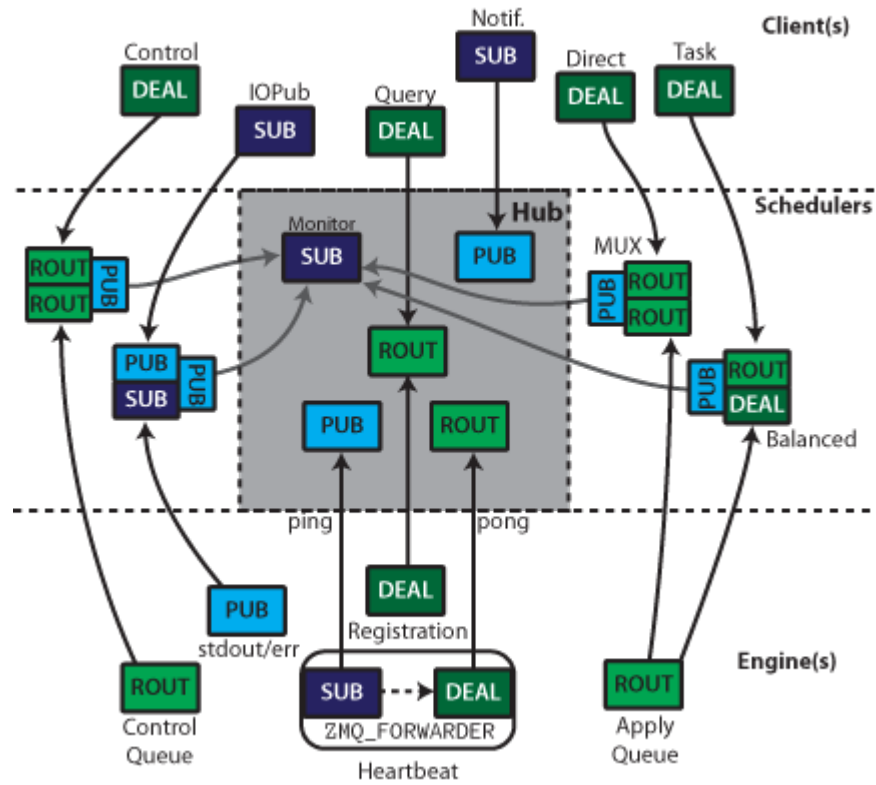 Notif.
Client(s)
Control
SUB
Direct
Task
DEAL
IOPub
Query
DEAL
DEAL
SUB
DEAL
Schedulers
Hub
Monitor
MUX
SUB
PUB
ROUT
PUB
ROUT
PUB
ROUT
ROUT
ROUT
PUB
PUB
SUB
PUB
ROUT
DEAL
Balanced
PUB
ROUT
ping
pong
DEAL
Registration
PUB
stdout/err
Engine(s)
ROUT
Control
Queue
SUB
DEAL
ZMQ_FORWARDER
Heartbeat
ROUT
Apply
Queue